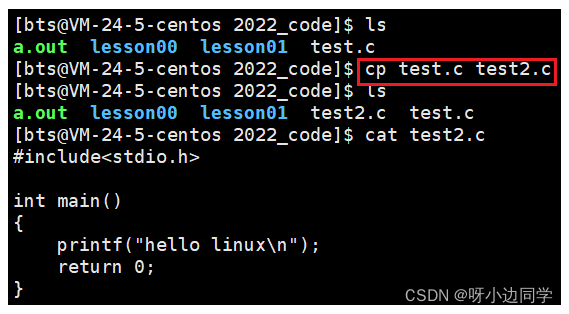 [bts@VM-24-5-centos 2022_code]$ ls
a.out  lesson00  lesson01  test.c
[bts@VM-24-5-centos 2022_code]$ cp test.c test2.c
[bts@VM-24-5-centos 2022_code]$ ls
a.out  lesson00  lesson01  test2.c  test.c
[bts@VM-24-5-centos 2022_code]$ cat test2.c
#include<stdio.h>

int main()
{
    printf("hello linux\n");
    return 0;
}
CSDN @呀小边同学